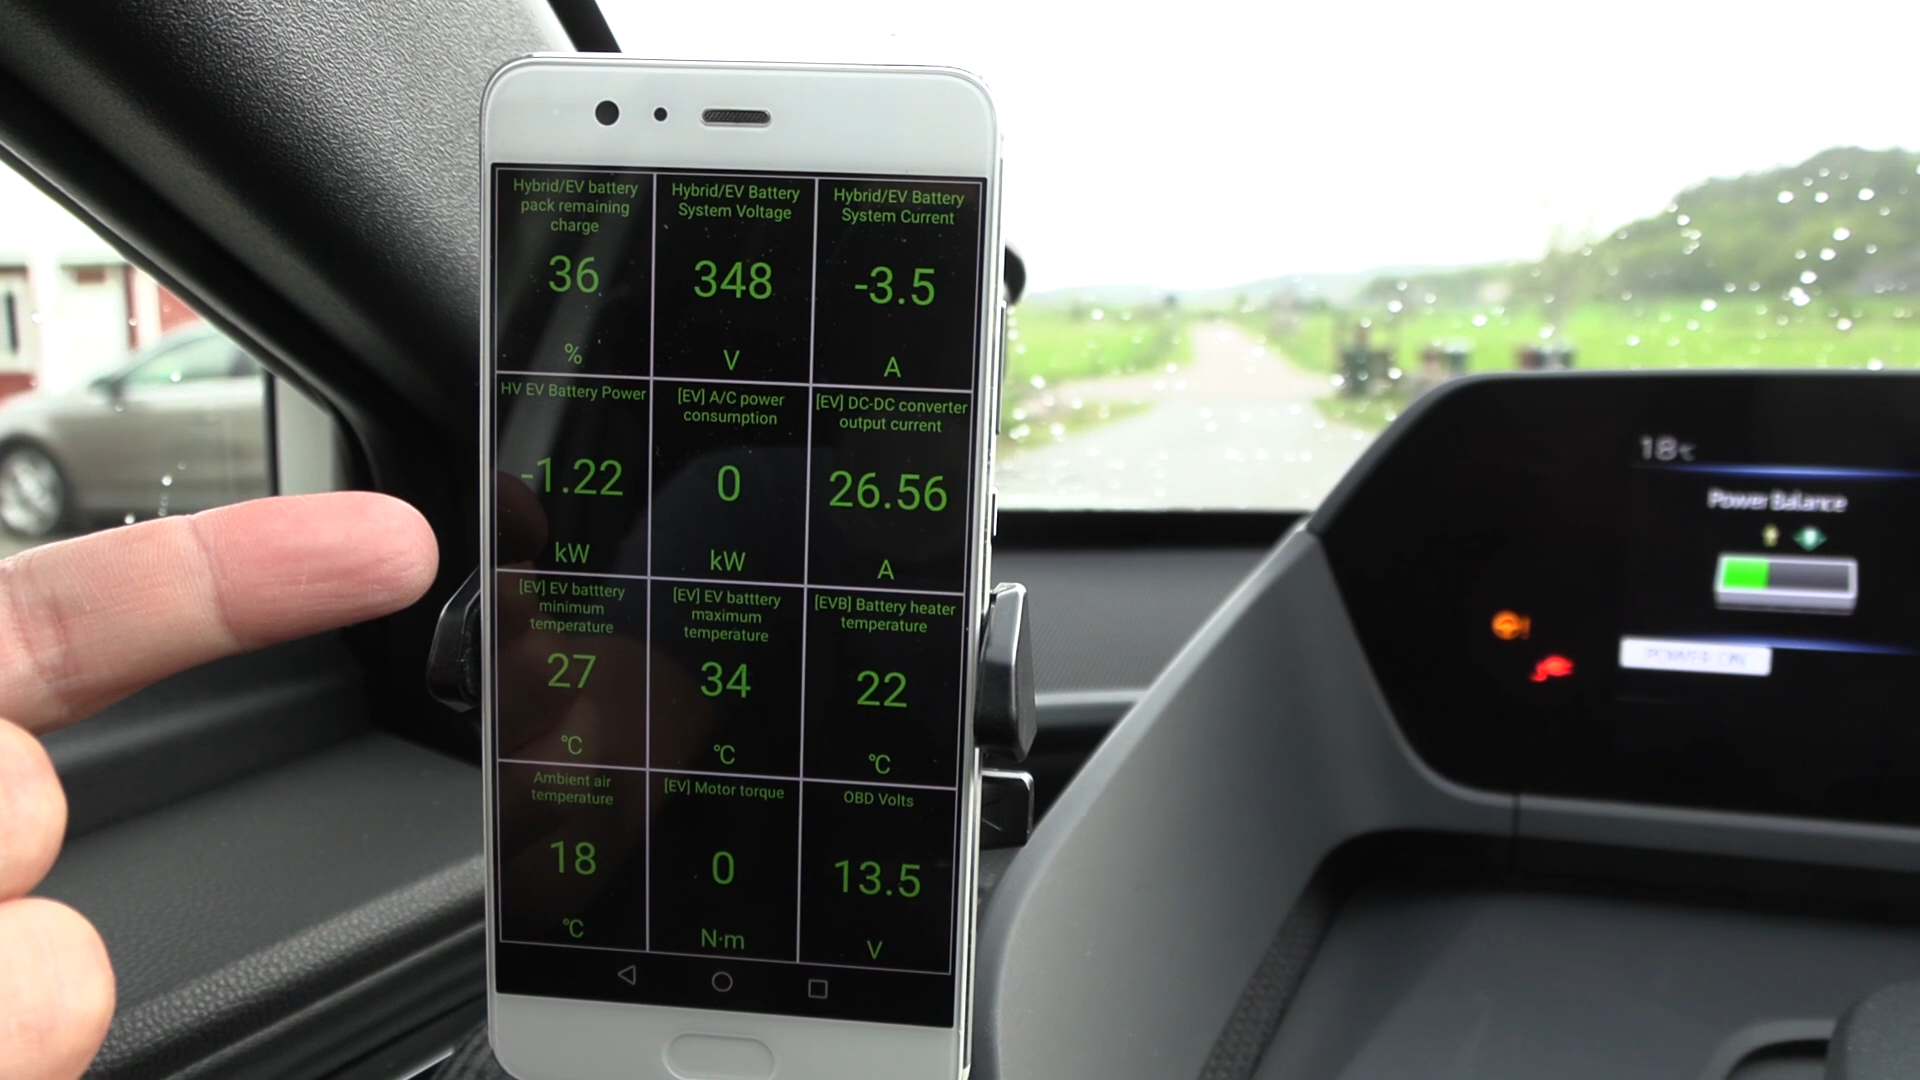 Hybrid/EV battery
pack remaining
charge
36
%
Hybrid/EV Battery
System Voltage
348
V
Hybrid/EV Battery
System Current
-3.5
A
HV EV Battery Power
-1.22
kW
[EV] A/C power
consumption
0
kW
[EV] DC-DC converter
output current
26.56
A
[EV] EV batttery
minimum
temperature
27
℃
[EV] EV batttery
maximum
temperature
34
℃
[EVB] Battery heater
temperature
22
℃
Ambient air
temperature
18
℃
[EV] Motor torque
0
N·m
OBD Volts
13.5
V
18℃
Power Balance
POWER ON